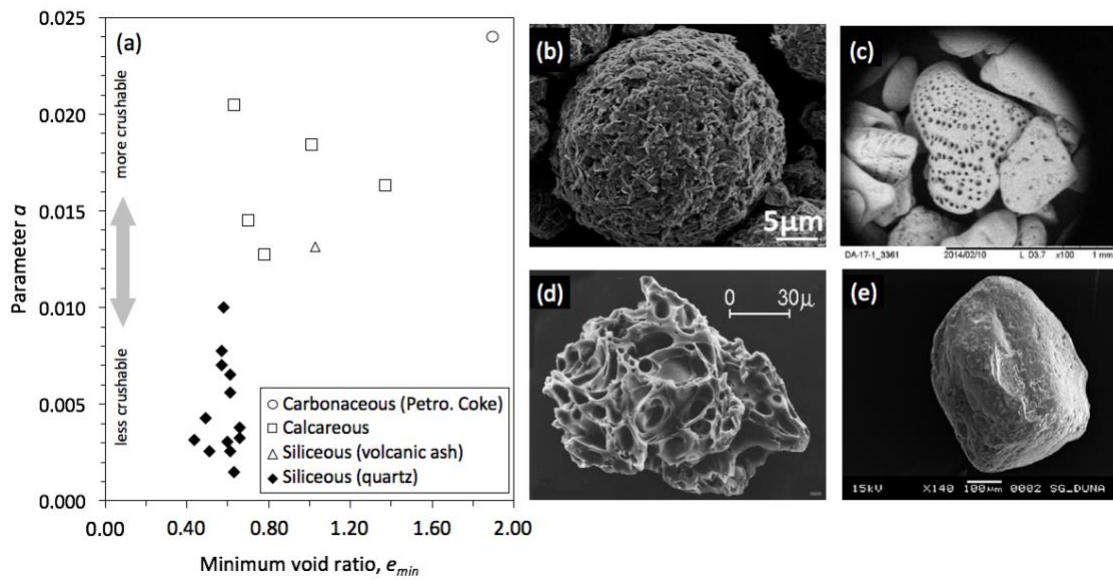 (a)
0.025
0.020
0.015
0.010
0.005
0.000
Parameter a
more crushable
less crushable
○ Carbonaceous (Petro. Coke)
□ Calcareous
△ Siliceous (volcanic ash)
◆ Siliceous (quartz)
0.00 0.40 0.80 1.20 1.60 2.00
Minimum void ratio, emin
(b)
5μm
(c)
DA-17-1_3361 2014/02/10 L D3.7 x100 1 mm
(d)
0 30μ
(e)
15kV X140 100μm 0002 SG_DUNA